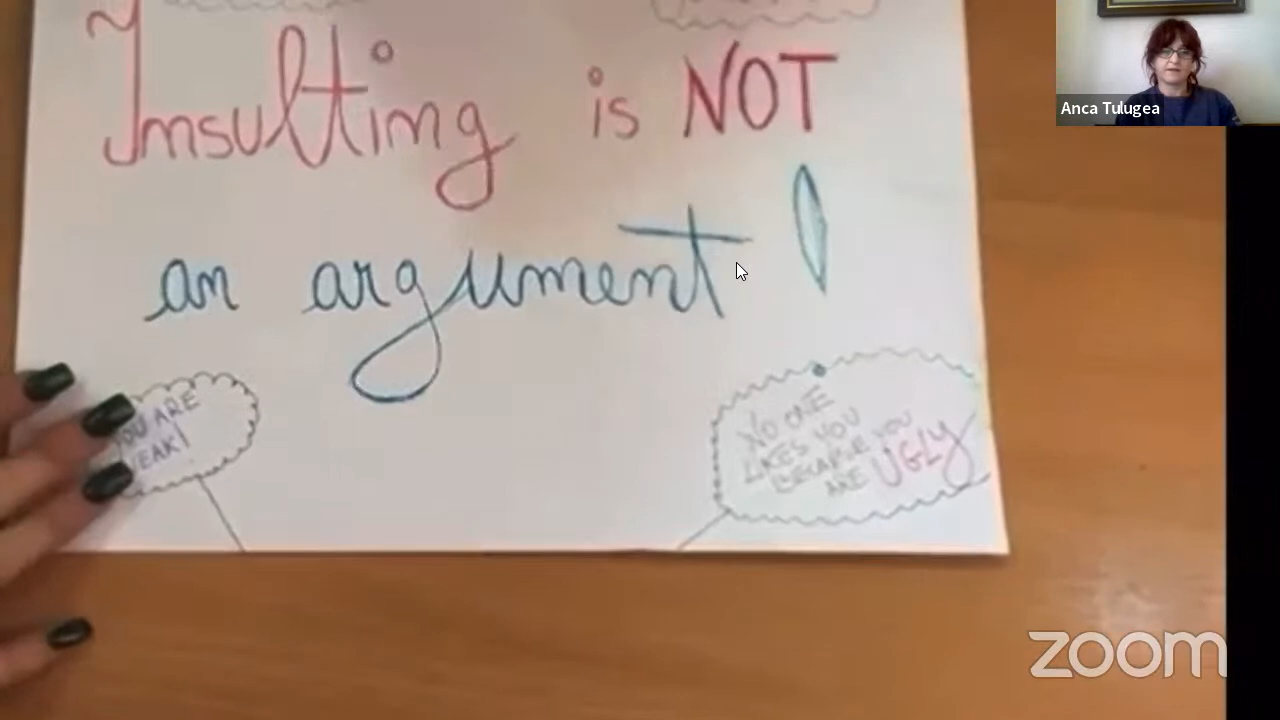 Anca Tulugea
Insulting is NOT
an argument!
YOU ARE
WEAK!
NO ONE
LIKES YOU
BECAUSE YOU
ARE UGLY
zoom